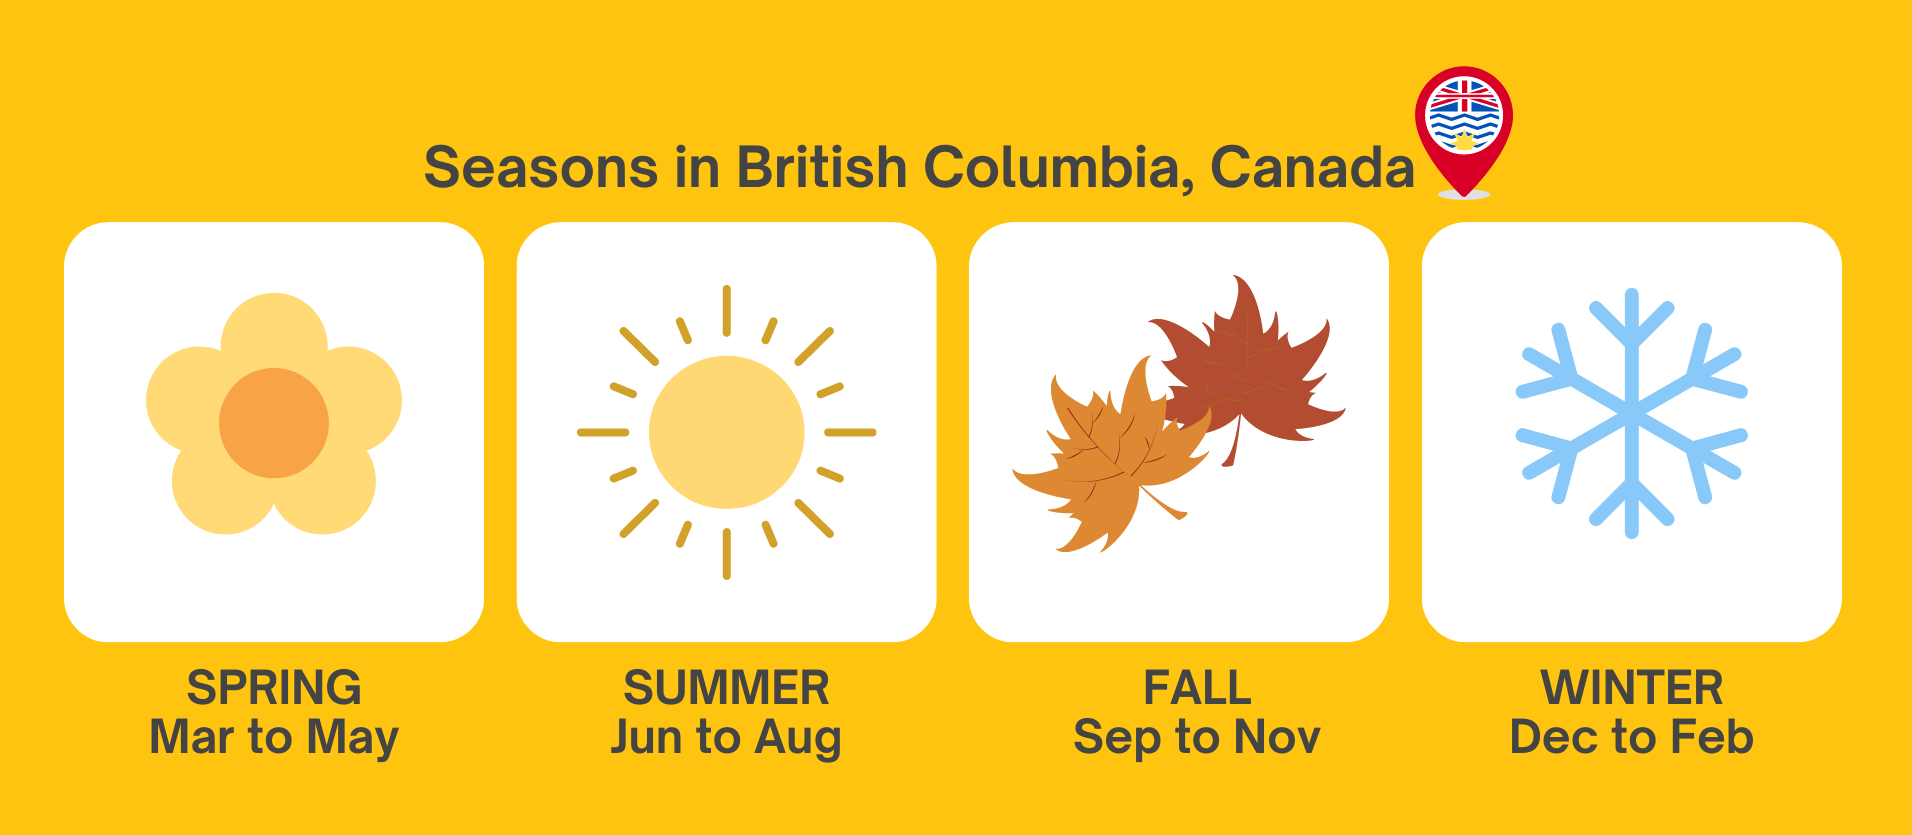 Seasons in British Columbia, Canada
SPRING
Mar to May
SUMMER
Jun to Aug
FALL
Sep to Nov
WINTER
Dec to Feb